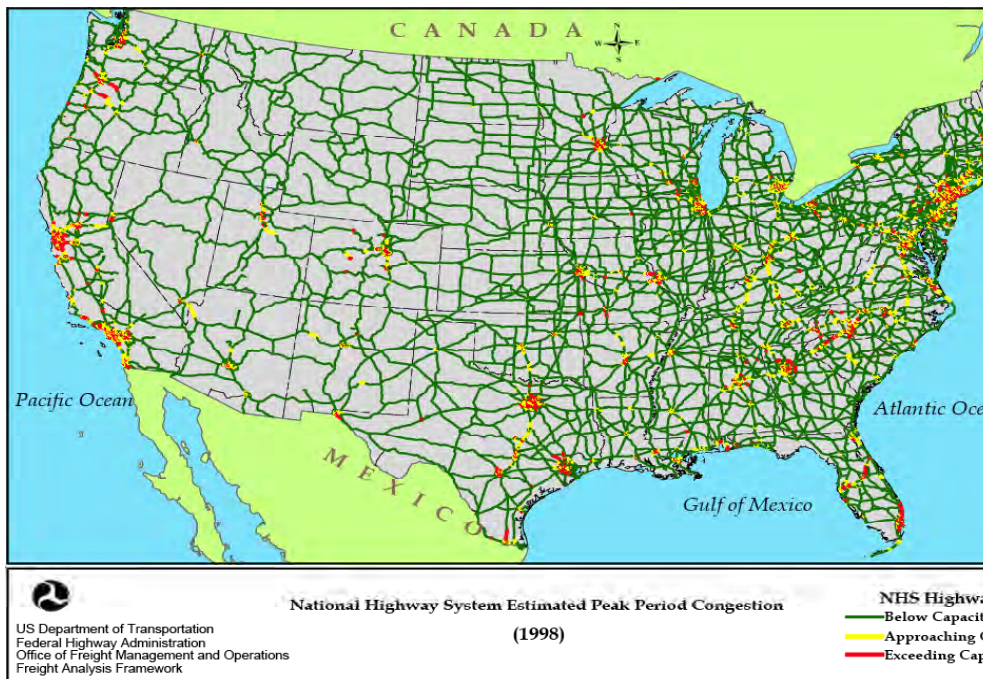 CANADA
N
W E
S
Pacific Ocean
Atlantic Oce
MEXICO
Gulf of Mexico
National Highway System Estimated Peak Period Congestion
(1998)
US Department of Transportation
Federal Highway Administration
Office of Freight Management and Operations
Freight Analysis Framework
NHS Highwa
Below Capacit
Approaching C
Exceeding Cap